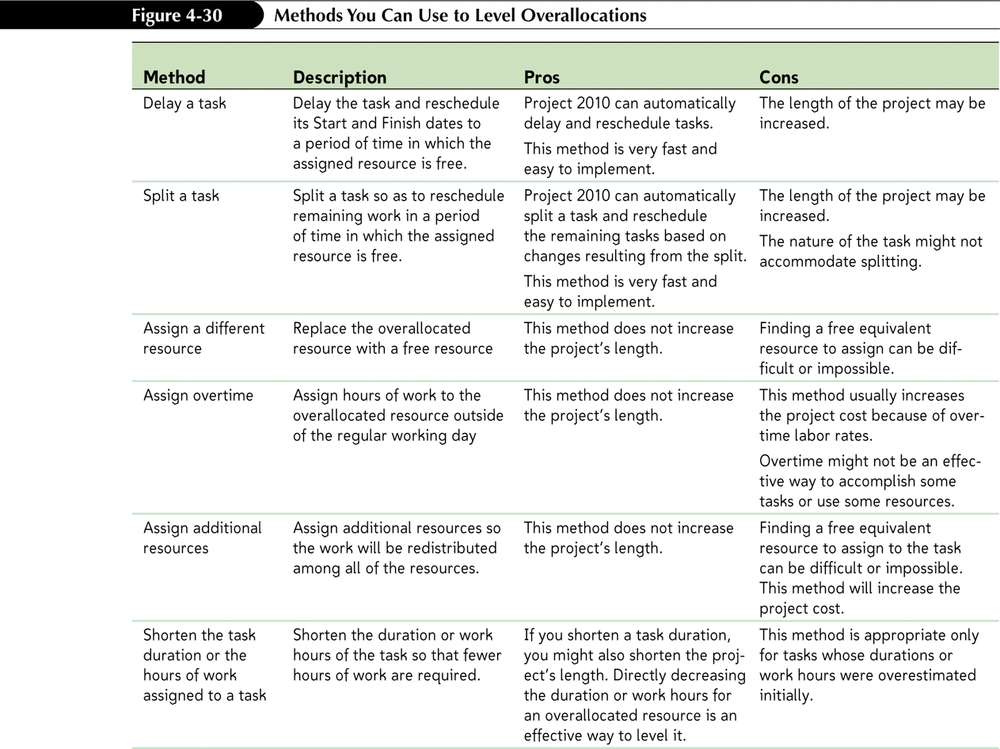 Figure 4-30 Methods You Can Use to Level Overallocations
Method Description Pros Cons
Delay a task
Delay the task and reschedule
its Start and Finish dates to
a period of time in which the
assigned resource is free.
Project 2010 can automatically
delay and reschedule tasks.
This method is very fast and
easy to implement.
The length of the project may be
increased.
Split a task
Split a task so as to reschedule
remaining work in a period
of time in which the assigned
resource is free.
Project 2010 can automatically
split a task and reschedule
the remaining tasks based on
changes resulting from the split.
This method is very fast and
easy to implement.
The length of the project may be
increased.
The nature of the task might not
accommodate splitting.
Assign a different
resource
Replace the overallocated
resource with a free resource
This method does not increase
the project's length.
Finding a free equivalent
resource to assign can be dif-
ficult or impossible.
Assign overtime
Assign hours of work to the
overallocated resource outside
of the regular working day
This method does not increase
the project's length.
This method usually increases
the project cost because of over-
time labor rates.
Overtime might not be an effec-
tive way to accomplish some
tasks or use some resources.
Assign additional
resources
Assign additional resources so
the work will be redistributed
among all of the resources.
This method does not increase
the project's length.
Finding a free equivalent
resource to assign to the task
can be difficult or impossible.
This method will increase the
project cost.
Shorten the task
duration or the
hours of work
assigned to a task
Shorten the duration or work
hours of the task so that fewer
hours of work are required.
If you shorten a task duration,
you might also shorten the proj-
ect's length. Directly decreasing
the duration or work hours for
an overallocated resource is an
effective way to level it.
This method is appropriate only
for tasks whose durations or
work hours were overestimated
initially.